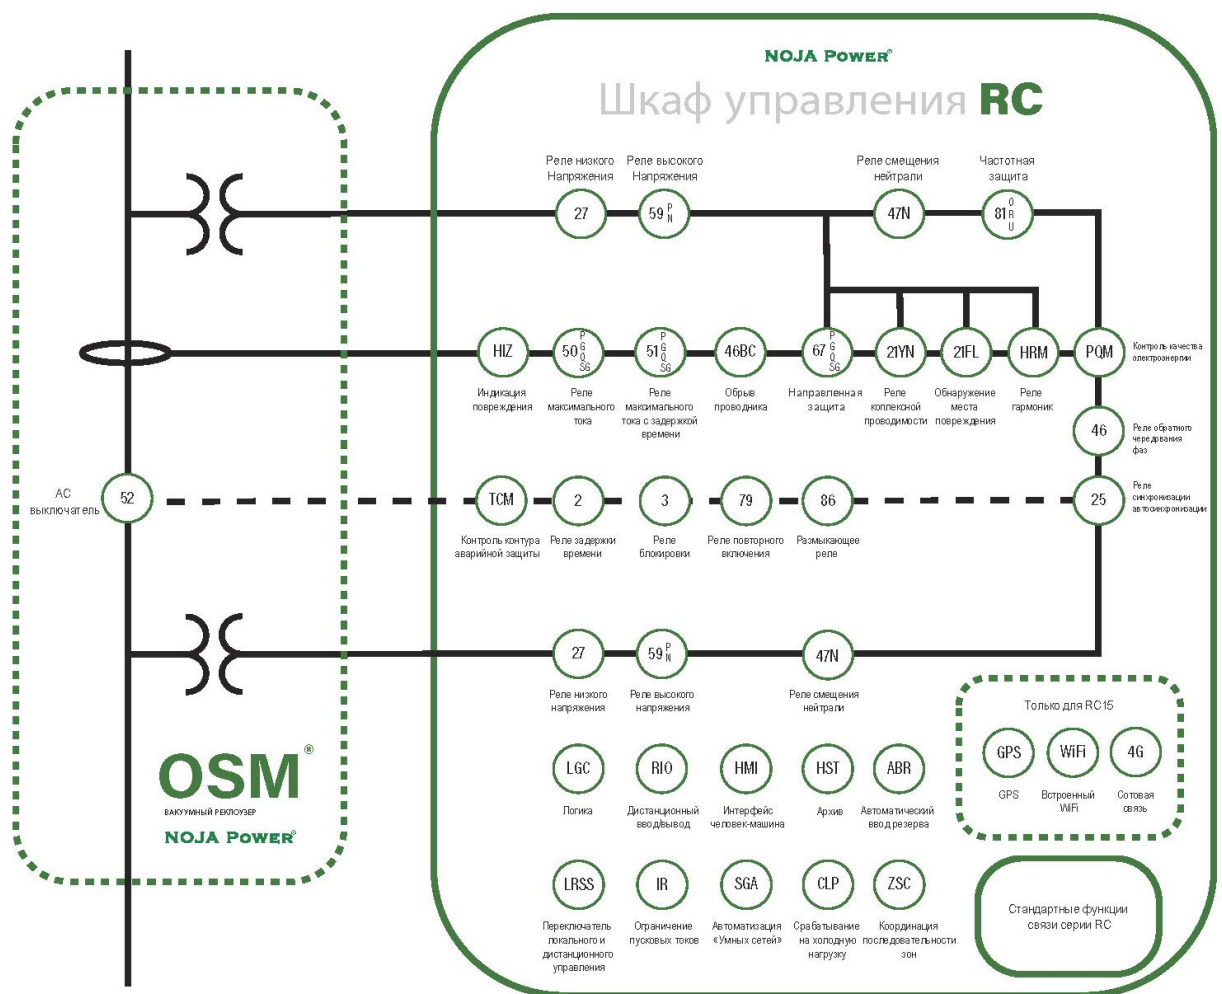 NOJA POWER®
Шкаф управления RC
Реле низкого
Напряжения
Реле высокого
Напряжения
Реле смещения
нейтрали
Частотная
защита
27
59 P N
47N
81 O R U
HIZ
50 P G Q SG
51 P G Q SG
46BC
67 P G Q SG
21YN
21FL
HRM
PQM
Контроль качества
электроэнергии
Индикация
повреждения
Реле
максимального
тока
Реле
максимального
тока с задержкой
времени
Обрыв
проводника
Направленная
защита
Реле
коплексной
проводимости
Обнаружение
места
повреждения
Реле
гармоник
46
Реле обратного
чередования
фаз
АС
выключатель
52
TCM
2
3
79
86
25
Реле
синхронизации
автосинхронизации
Контроль контура
аварийной защиты
Реле задержки
времени
Реле
блокировки
Реле повторного
включения
Размыкающее
реле
27
59 P N
47N
Реле низкого
напряжения
Реле высокого
напряжения
Реле смещения
нейтрали
OSM®
ВАКУУМНЫЙ РЕКЛОУЗЕР
NOJA POWER®
LGC
RIO
HMI
HST
ABR
Логика
Дистанционный
ввод/вывод
Интерфейс
человек-машина
Архив
Автоматический
ввод резерва
Только для RC15
GPS
WiFi
4G
GPS
Встроенный
WiFi
Сотовая
связь
LRSS
IR
SGA
CLP
ZSC
Переключатель
локального и
дистанционного
управления
Ограничение
пусковых токов
Автоматизация
«Умных сетей»
Срабатывание
на холодную
нагрузку
Координация
последовательности
зон
Стандартные функции
связи серии RC